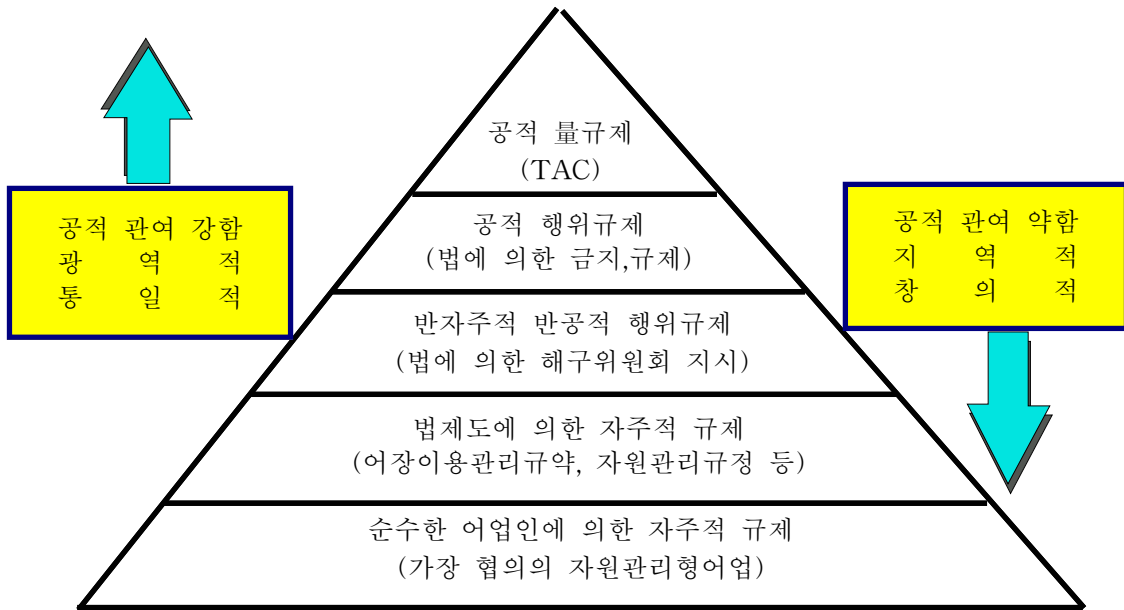 공적 量규제
(TAC)
공적 관여 강함
광 역 적
통 일 적
공적 행위규제
(법에 의한 금지,규제)
공적 관여 약함
지 역 적
창 의 적
반자주적 반공적 행위규제
(법에 의한 해구위원회 지시)
법제도에 의한 자주적 규제
(어장이용관리규약, 자원관리규정 등)
순수한 어업인에 의한 자주적 규제
(가장 협의의 자원관리형어업)